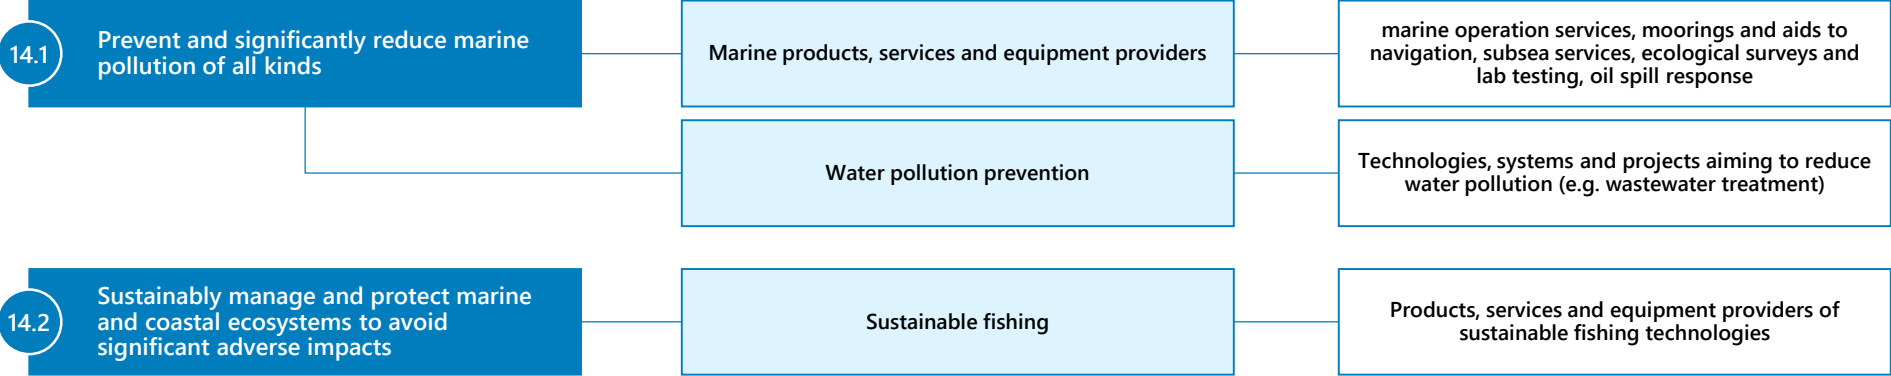 14.1
Prevent and significantly reduce marine
pollution of all kinds
Marine products, services and equipment providers
marine operation services, moorings and aids to
navigation, subsea services, ecological surveys and
lab testing, oil spill response
Water pollution prevention
Technologies, systems and projects aiming to reduce
water pollution (e.g. wastewater treatment)
14.2
Sustainably manage and protect marine
and coastal ecosystems to avoid
significant adverse impacts
Sustainable fishing
Products, services and equipment providers of
sustainable fishing technologies